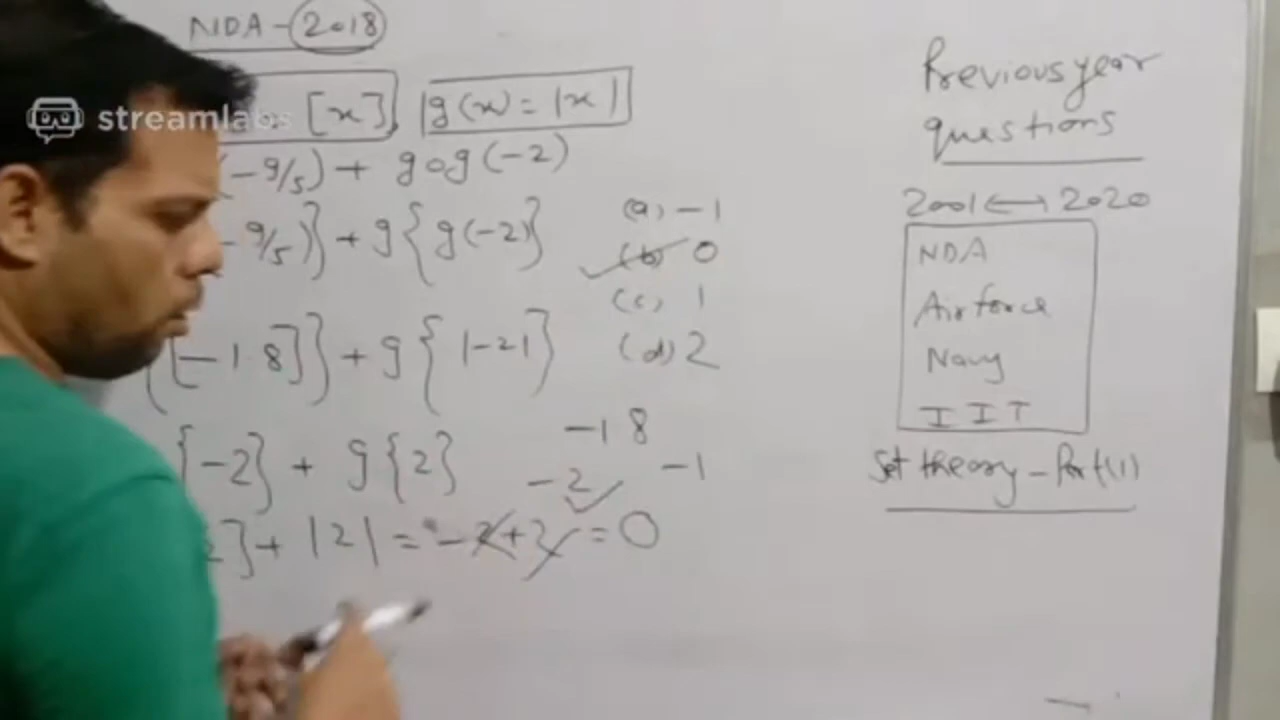 NDA - 2018
streamlabs
[x] g(x) = |x|
(-9/5) + gog(-2)
-9/5)} + g{g(-2)}
[-1.8]} + g{|-2|}
{-2} + g{2}
2] + |2| = -2+2 = 0
(a) -1
(b) 0
(c) 1
(d) 2
-1.8
-2 -1
Previous year
questions
2001 ↔ 2020
NDA
Airforce
Navy
IIT
Set theory - Part(1)